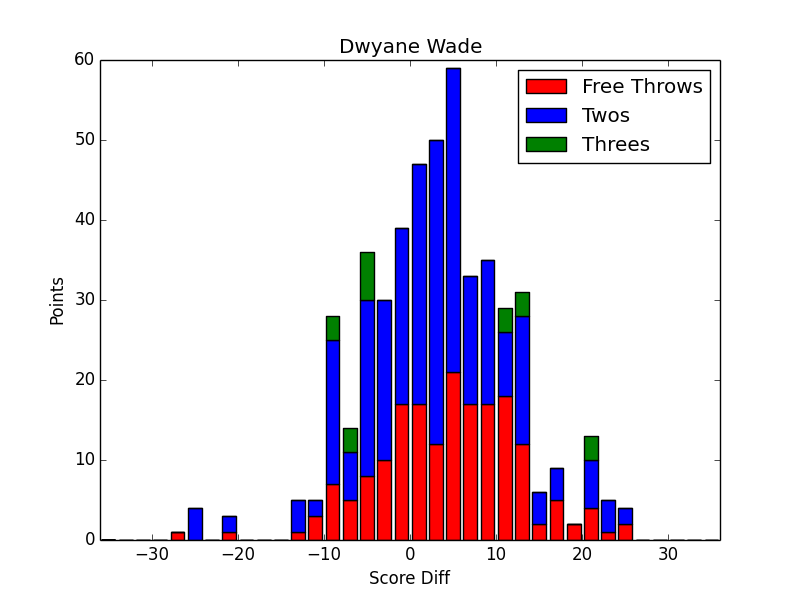 Dwyane Wade
60
50
40
30
20
10
0
Points
Free Throws
Twos
Threes
−30 −20 −10 0 10 20 30
Score Diff